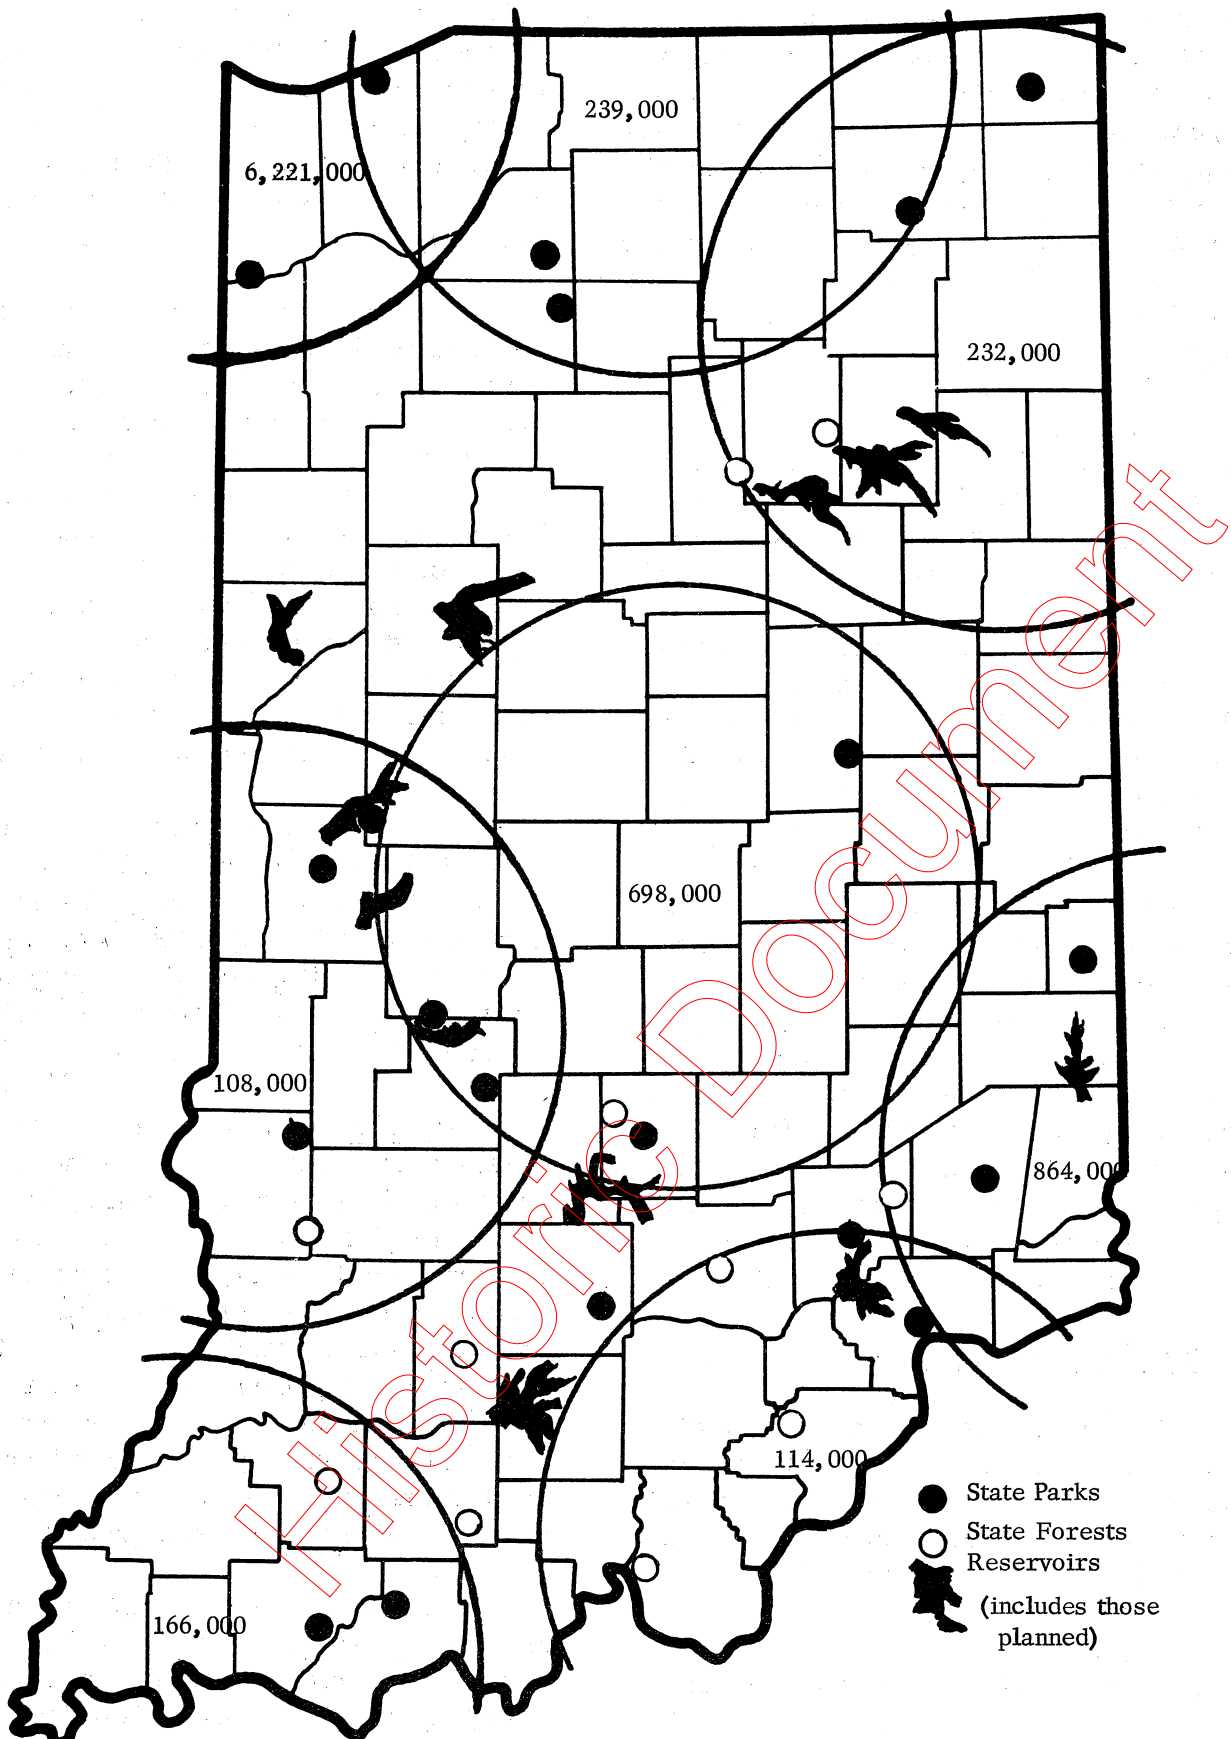 239,000
6,221,000
232,000
698,000
108,000
864,000
114,000
166,000
State Parks
State Forests
Reservoirs
(includes those
planned)
Historic Document